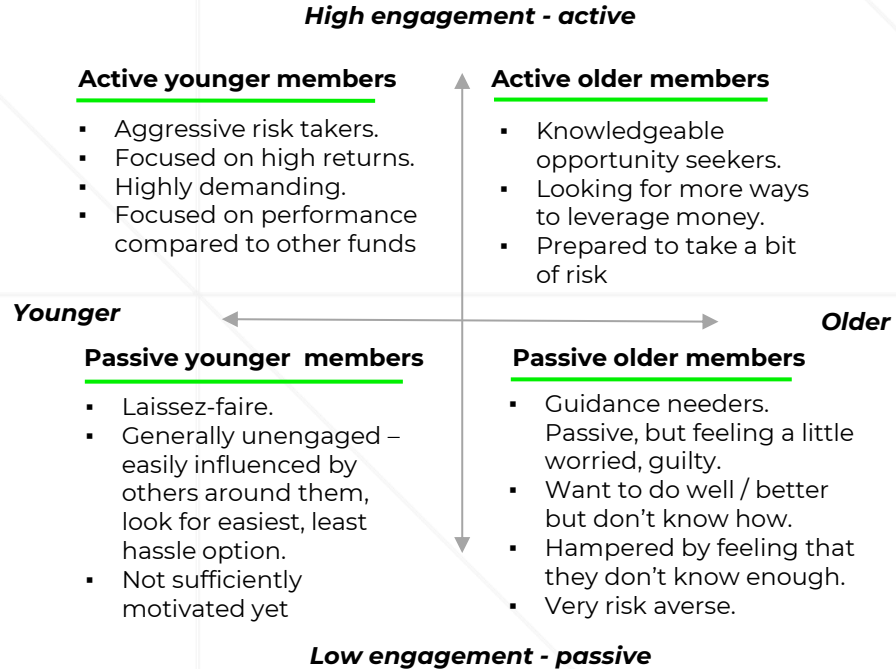 High engagement - active
Active younger members
▪ Aggressive risk takers.
▪ Focused on high returns.
▪ Highly demanding.
▪ Focused on performance
compared to other funds
Active older members
▪ Knowledgeable
opportunity seekers.
▪ Looking for more ways
to leverage money.
▪ Prepared to take a bit
of risk
Younger
Older
Passive younger  members
▪ Laissez-faire.
▪ Generally unengaged –
easily influenced by
others around them,
look for easiest, least
hassle option.
▪ Not sufficiently
motivated yet
Passive older members
▪ Guidance needers.
Passive, but feeling a little
worried, guilty.
▪ Want to do well / better
but don’t know how.
▪ Hampered by feeling that
they don’t know enough.
▪ Very risk averse.
Low engagement - passive